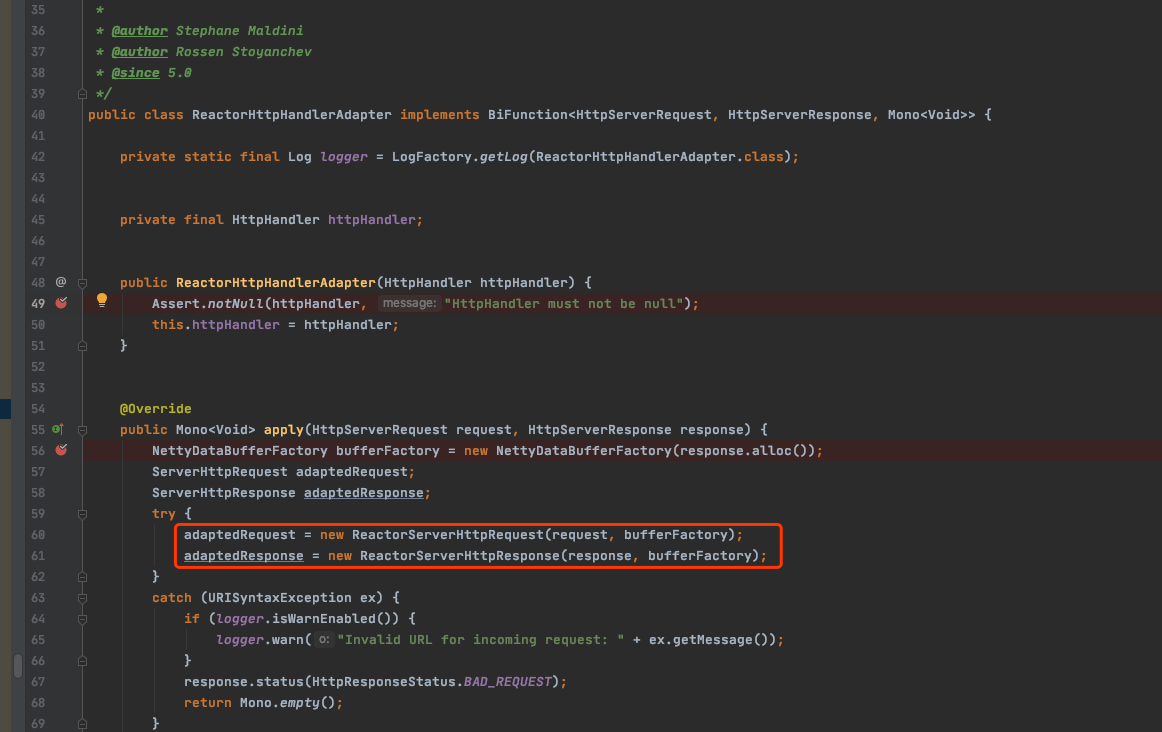 35 *
36 * @author Stephane Maldini
37 * @author Rossen Stoyanchev
38 * @since 5.0
39 */
40 public class ReactorHttpHandlerAdapter implements BiFunction<HttpServerRequest, HttpServerResponse, Mono<Void>> {
41
42 private static final Log logger = LogFactory.getLog(ReactorHttpHandlerAdapter.class);
43
44
45 private final HttpHandler httpHandler;
46
47
48 @ public ReactorHttpHandlerAdapter(HttpHandler httpHandler) {
49 Assert.notNull(httpHandler, message: "HttpHandler must not be null");
50 this.httpHandler = httpHandler;
51 }
52
53
54 @Override
55 public Mono<Void> apply(HttpServerRequest request, HttpServerResponse response) {
56 NettyDataBufferFactory bufferFactory = new NettyDataBufferFactory(response.alloc());
57 ServerHttpRequest adaptedRequest;
58 ServerHttpResponse adaptedResponse;
59 try {
60 adaptedRequest = new ReactorServerHttpRequest(request, bufferFactory);
61 adaptedResponse = new ReactorServerHttpResponse(response, bufferFactory);
62 }
63 catch (URISyntaxException ex) {
64 if (logger.isWarnEnabled()) {
65 logger.warn( o: "Invalid URL for incoming request: " + ex.getMessage());
66 }
67 response.status(HttpResponseStatus.BAD_REQUEST);
68 return Mono.empty();
69 }